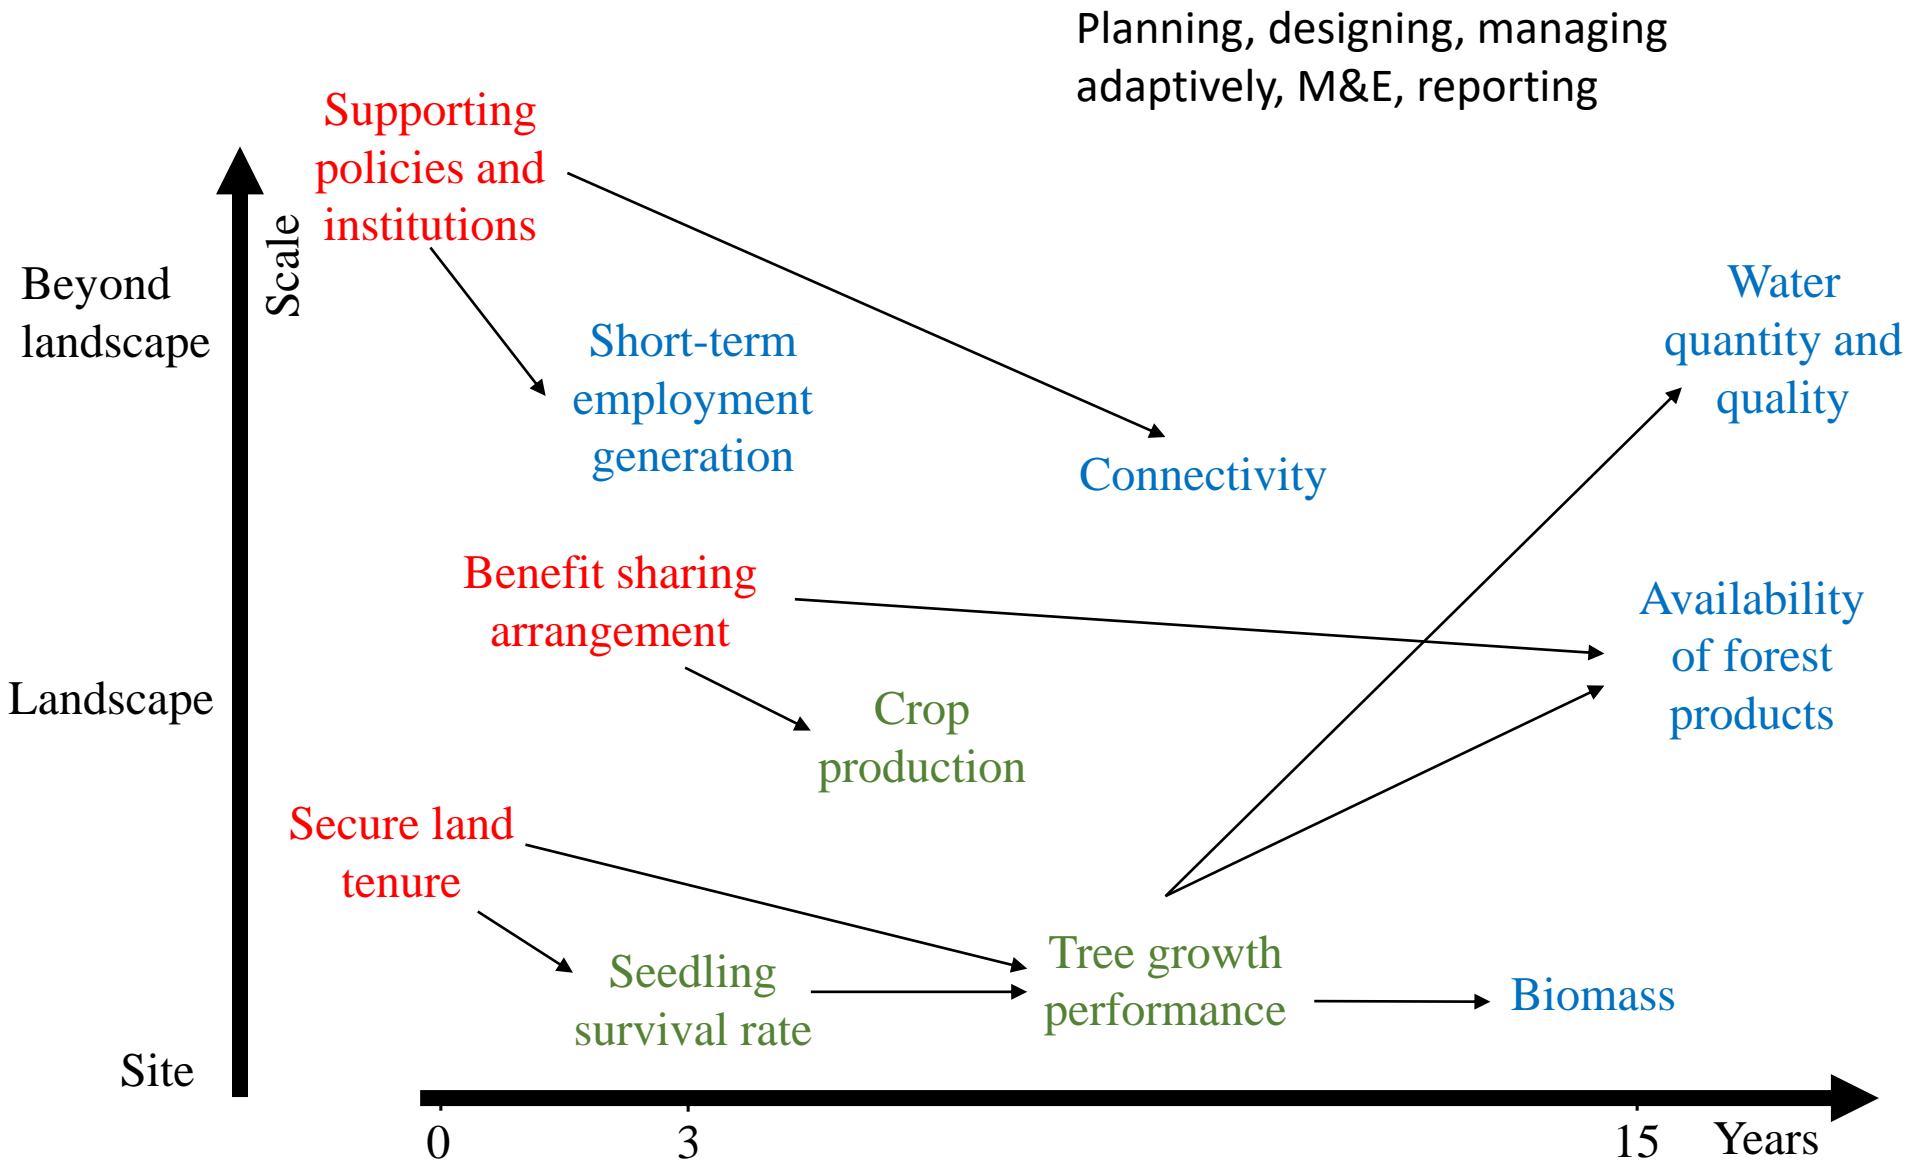 Planning, designing, managing
adaptively, M&E, reporting
Supporting
policies and
institutions
Scale
Beyond
landscape
Water
quantity and
quality
Short-term
employment
generation
Connectivity
Benefit sharing
arrangement
Availability
of forest
products
Landscape
Crop
production
Secure land
tenure
Seedling
survival rate
Tree growth
performance
Biomass
Site
0
3
15
Years